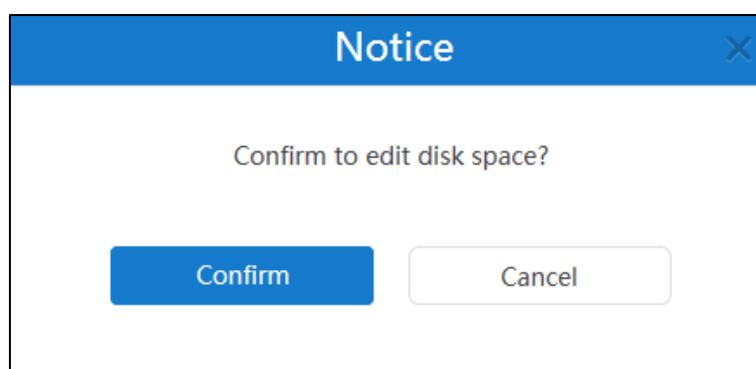 Notice
Confirm to edit disk space?
Confirm
Cancel